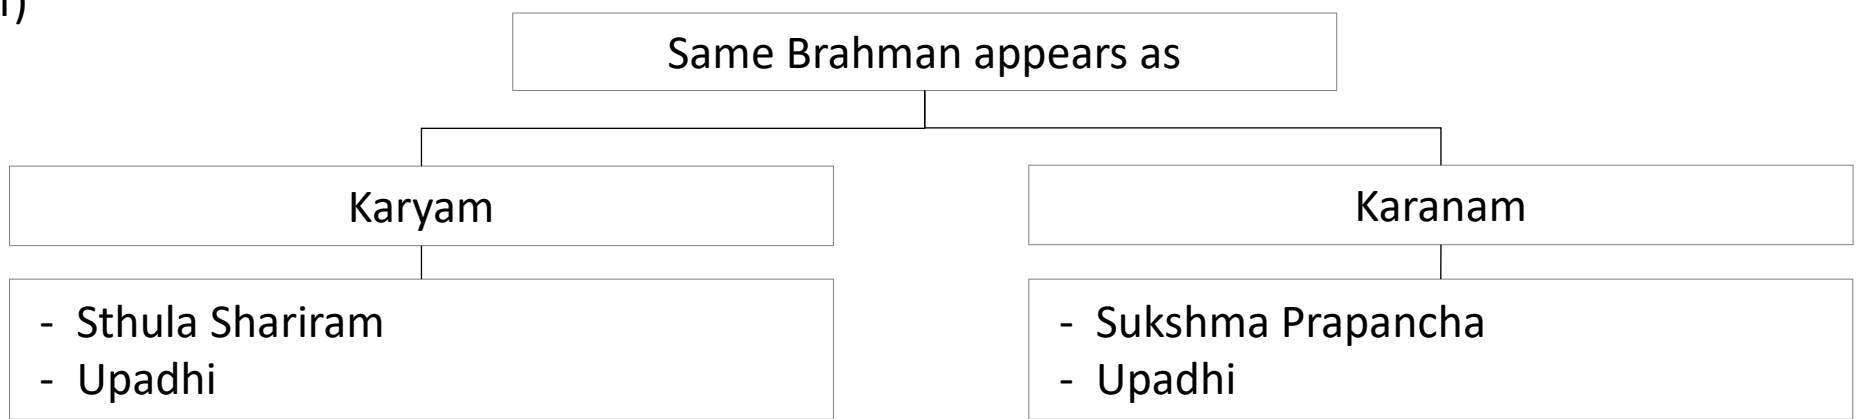 Same Brahman appears as
Karyam
Karanam
- Sthula Shariram
- Upadhi
- Sukshma Prapancha
- Upadhi